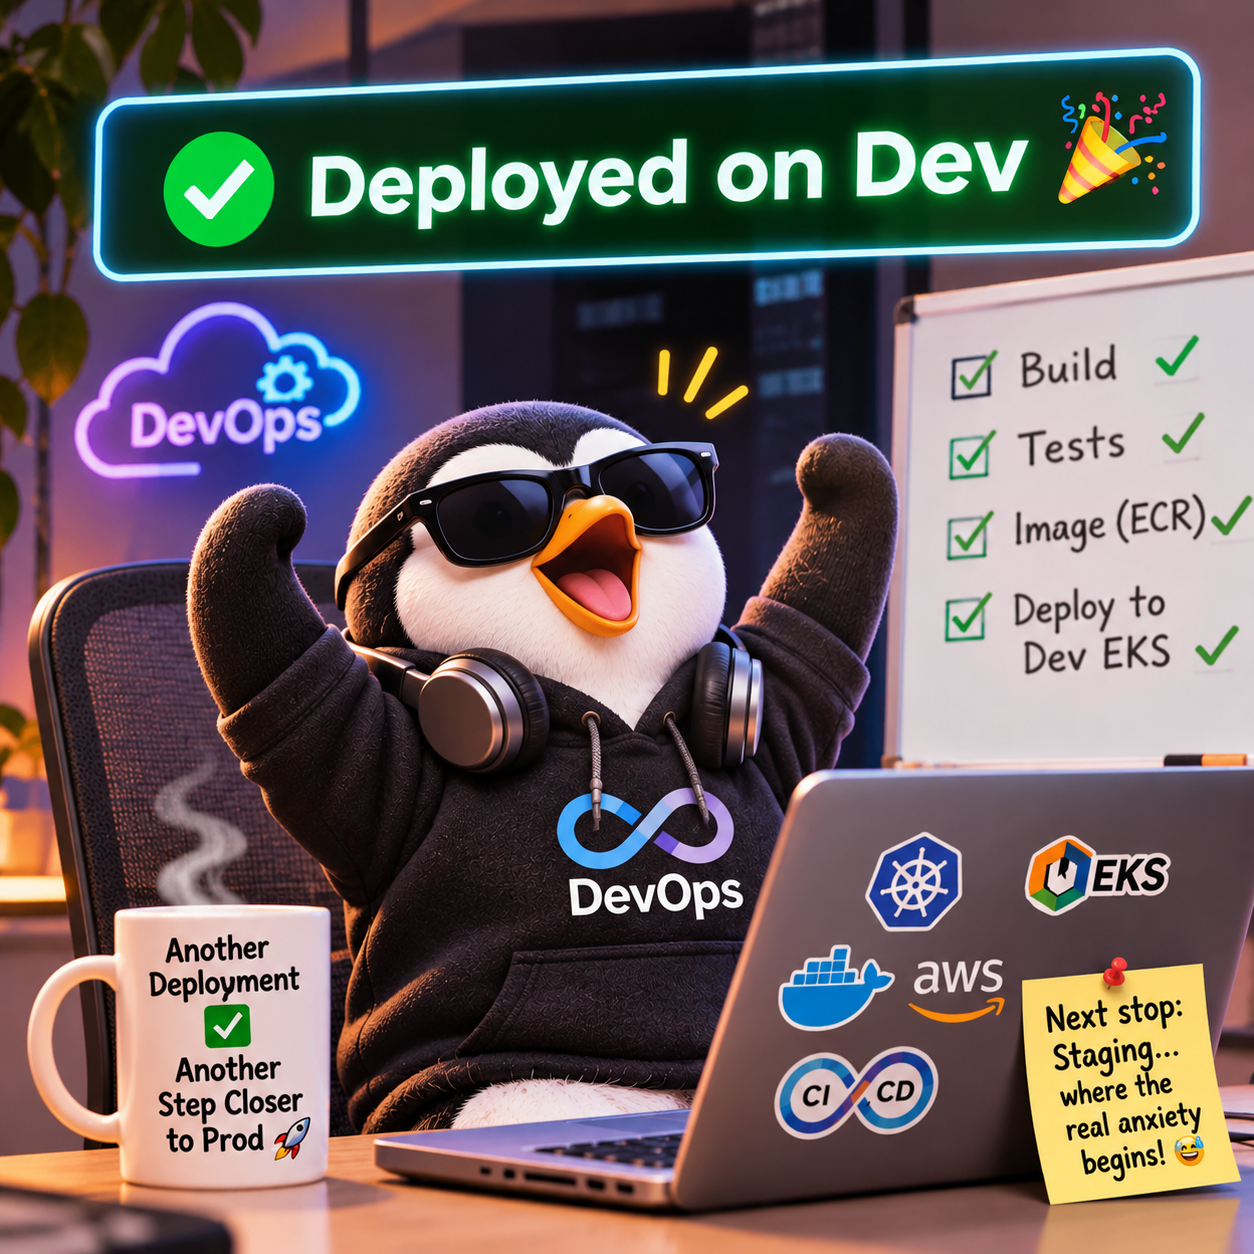 ✅ Deployed on Dev 🎉
DevOps
Build ✓
Tests ✓
Image (ECR) ✓
Deploy to
Dev EKS ✓
DevOps
Another
Deployment
✅
Another
Step Closer
to Prod 🚀
EKS
aws
CI CD
Next stop:
Staging...
where the
real anxiety
begins! 😅